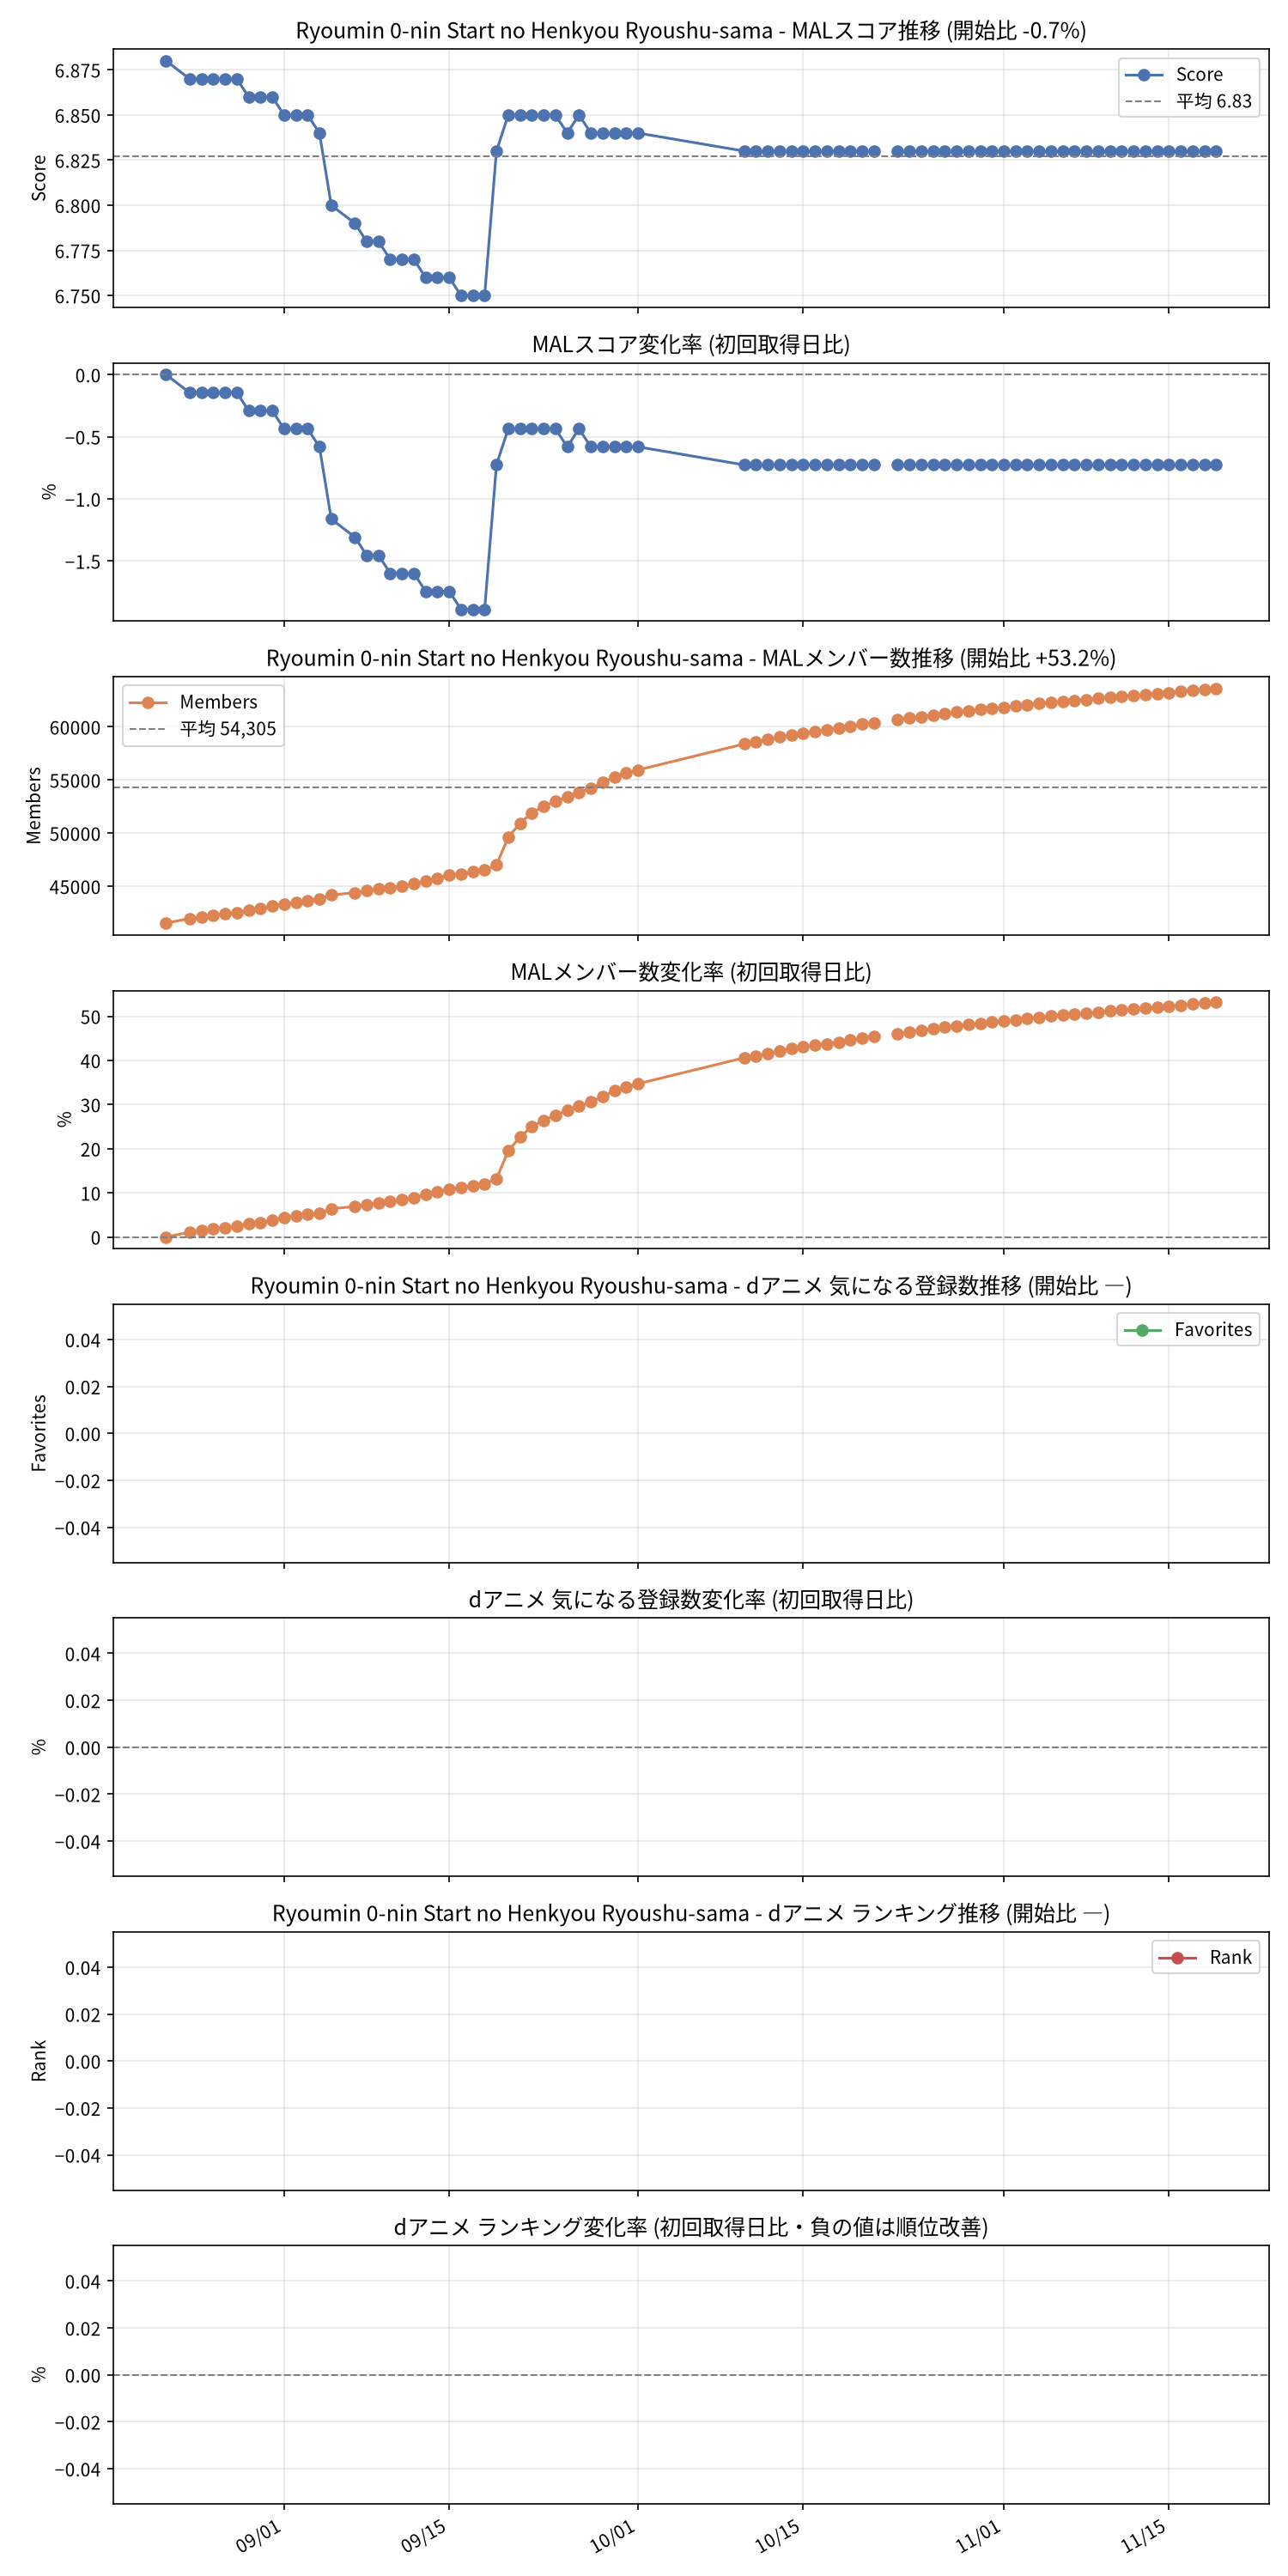 Ryoumin 0-nin Start no Henkyou Ryoushu-sama - MALスコア推移 (開始比 -0.7%)
Score
6.875
6.850
6.825
6.800
6.775
6.750
Score
平均 6.83
MALスコア変化率 (初回取得日比)
%
0.0
−0.5
−1.0
−1.5
Ryoumin 0-nin Start no Henkyou Ryoushu-sama - MALメンバー数推移 (開始比 +53.2%)
Members
60000
55000
50000
45000
Members
平均 54,305
MALメンバー数変化率 (初回取得日比)
%
50
40
30
20
10
0
Ryoumin 0-nin Start no Henkyou Ryoushu-sama - dアニメ 気になる登録数推移 (開始比 —)
Favorites
0.04
0.02
0.00
−0.02
−0.04
Favorites
dアニメ 気になる登録数変化率 (初回取得日比)
%
0.04
0.02
0.00
−0.02
−0.04
Ryoumin 0-nin Start no Henkyou Ryoushu-sama - dアニメ ランキング推移 (開始比 —)
Rank
0.04
0.02
0.00
−0.02
−0.04
Rank
dアニメ ランキング変化率 (初回取得日比・負の値は順位改善)
%
0.04
0.02
0.00
−0.02
−0.04
09/01
09/15
10/01
10/15
11/01
11/15